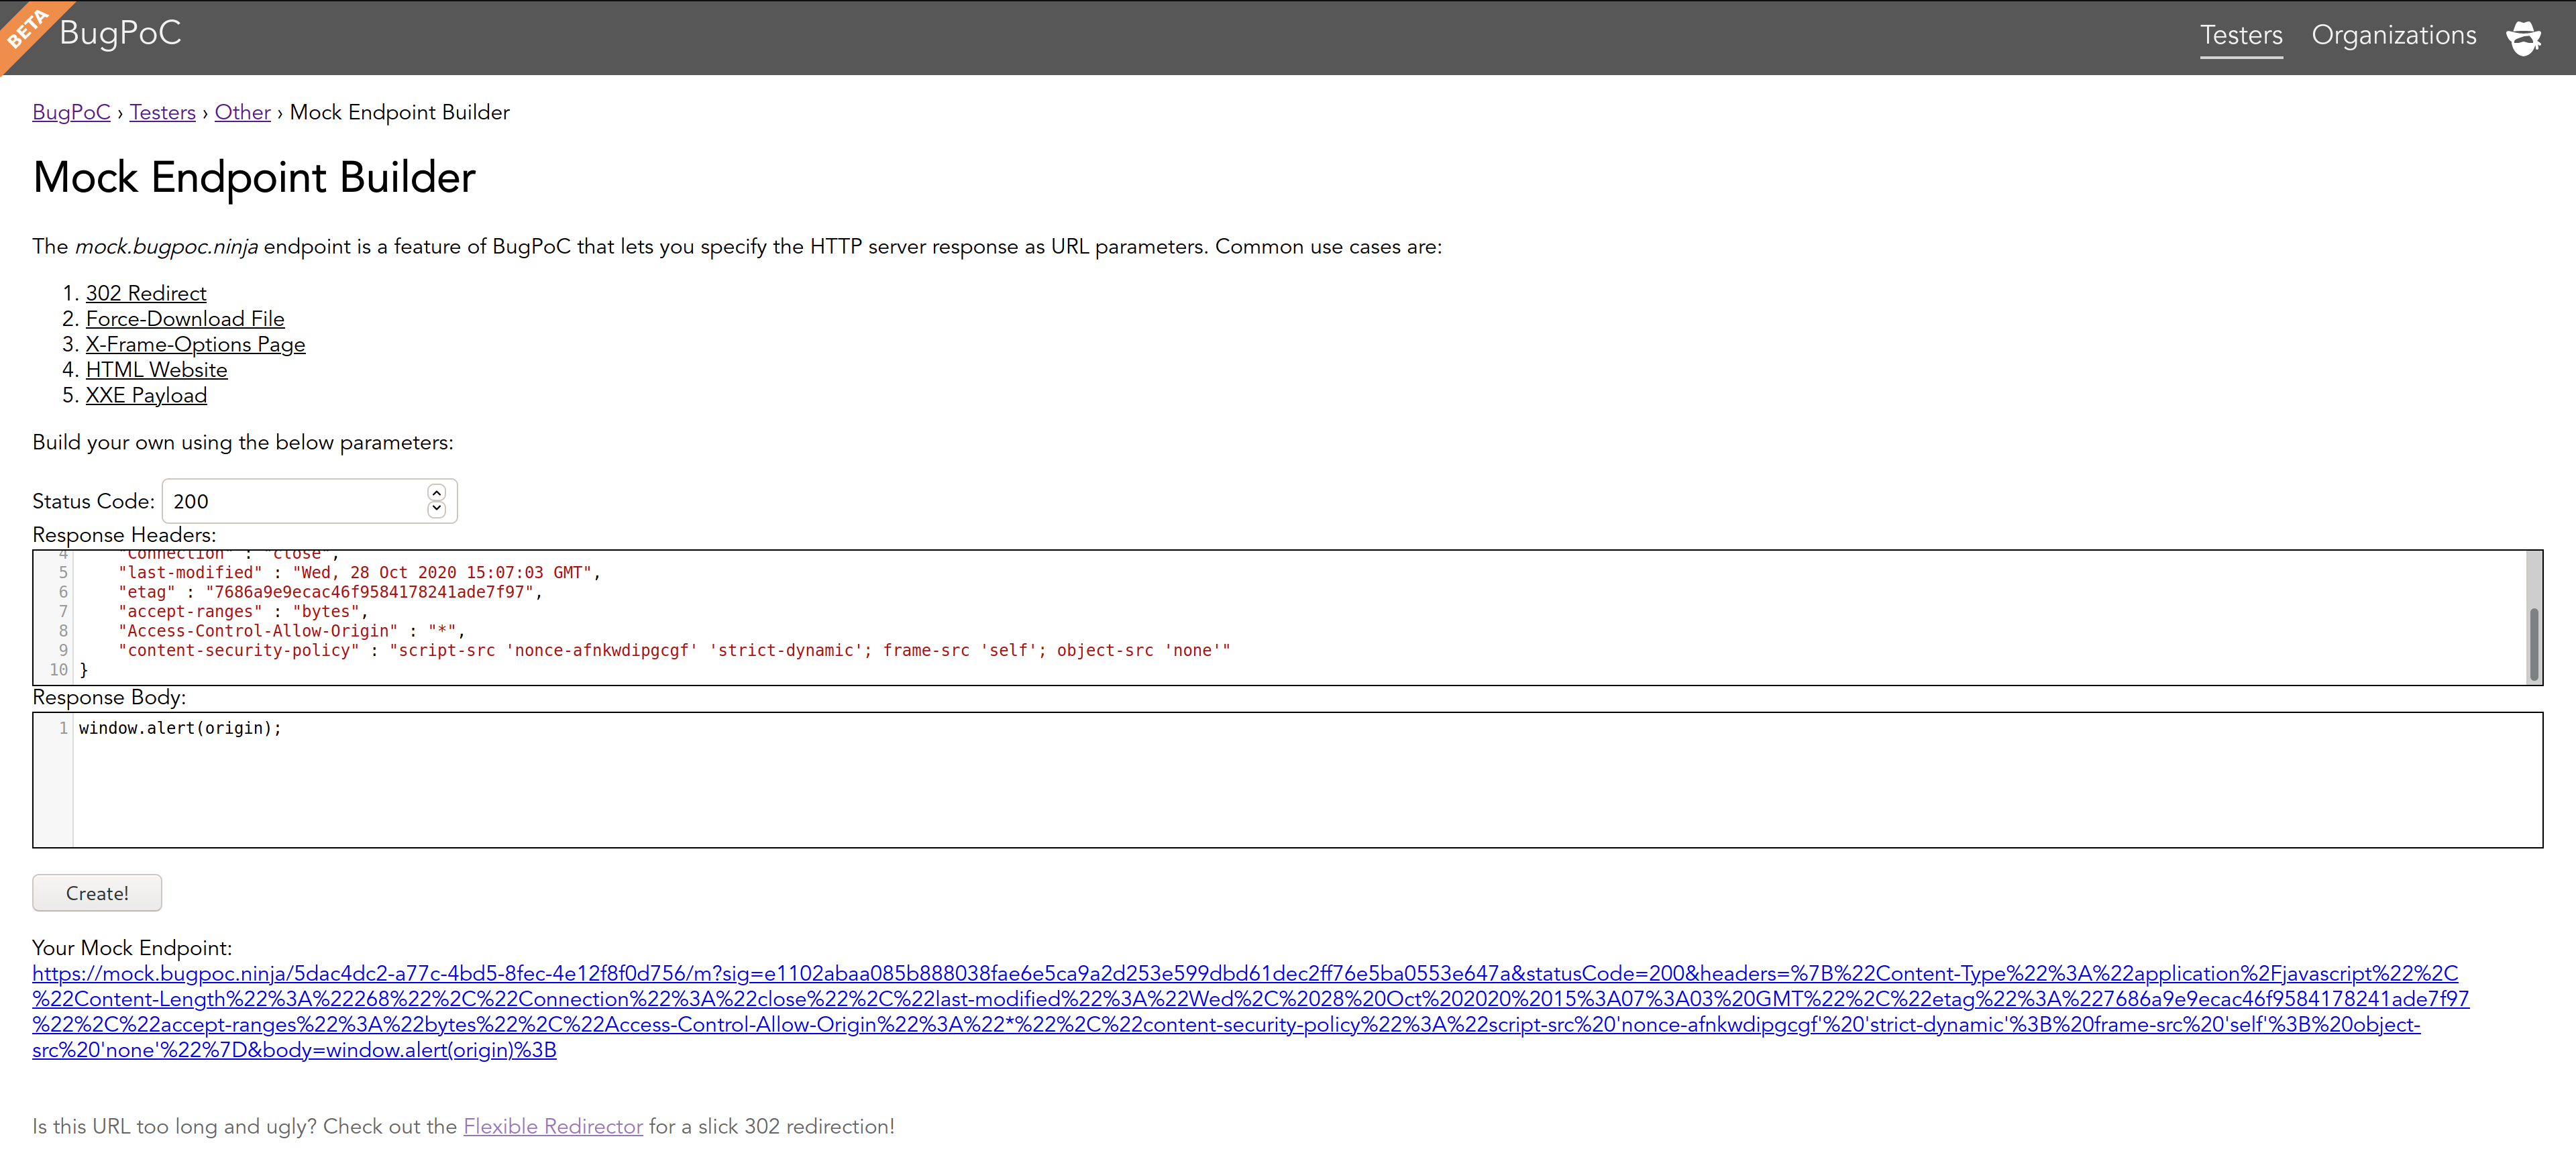 BETA
BugPoC
Testers Organizations
BugPoC › Testers › Other › Mock Endpoint Builder
Mock Endpoint Builder
The mock.bugpoc.ninja endpoint is a feature of BugPoC that lets you specify the HTTP server response as URL parameters. Common use cases are:
1. 302 Redirect
2. Force-Download File
3. X-Frame-Options Page
4. HTML Website
5. XXE Payload
Build your own using the below parameters:
Status Code: 200
Response Headers:
4 "Connection" : "close",
5 "last-modified" : "Wed, 28 Oct 2020 15:07:03 GMT",
6 "etag" : "7686a9e9ecac46f9584178241ade7f97",
7 "accept-ranges" : "bytes",
8 "Access-Control-Allow-Origin" : "*",
9 "content-security-policy" : "script-src 'nonce-afnkwdipgcgf' 'strict-dynamic'; frame-src 'self'; object-src 'none'"
10 }
Response Body:
1 window.alert(origin);
Create!
Your Mock Endpoint:
https://mock.bugpoc.ninja/5dac4dc2-a77c-4bd5-8fec-4e12f8f0d756/m?sig=e1102abaa085b888038fae6e5ca9a2d253e599dbd61dec2ff76e5ba0553e647a&statusCode=200&headers=%7B%22Content-Type%22%3A%22application%2Fjavascript%22%2C
%22Content-Length%22%3A%22268%22%2C%22Connection%22%3A%22close%22%2C%22last-modified%22%3A%22Wed%2C%2028%20Oct%202020%2015%3A07%3A03%20GMT%22%2C%22etag%22%3A%227686a9e9ecac46f9584178241ade7f97
%22%2C%22accept-ranges%22%3A%22bytes%22%2C%22Access-Control-Allow-Origin%22%3A%22*%22%2C%22content-security-policy%22%3A%22script-src%20'nonce-afnkwdipgcgf'%20'strict-dynamic'%3B%20frame-src%20'self'%3B%20object-
src%20'none'%22%7D&body=window.alert(origin)%3B
Is this URL too long and ugly? Check out the Flexible Redirector for a slick 302 redirection!